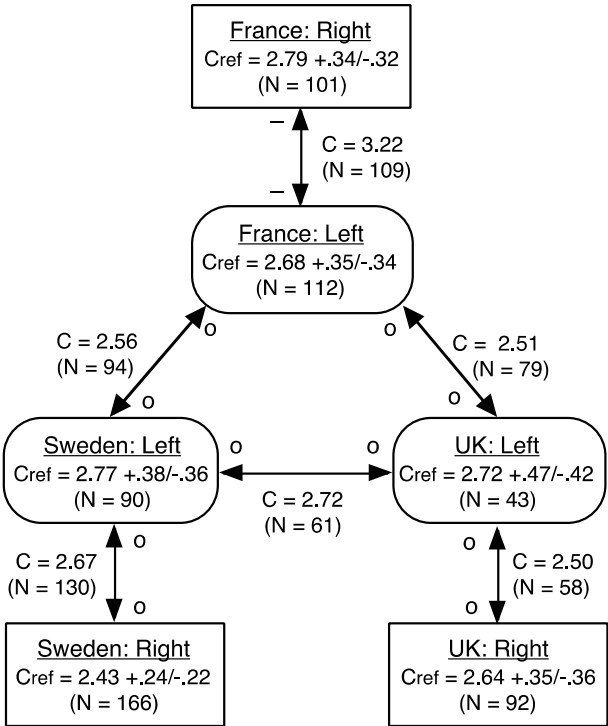 France: Right
Cref = 2.79 +.34/-.32
(N = 101)
–
C = 3.22
(N = 109)
–
France: Left
Cref = 2.68 +.35/-.34
(N = 112)
o
o
C = 2.56
(N = 94)
C = 2.51
(N = 79)
o
o
Sweden: Left
Cref = 2.77 +.38/-.36
(N = 90)
o
o
C = 2.72
(N = 61)
UK: Left
Cref = 2.72 +.47/-.42
(N = 43)
o
o
C = 2.67
(N = 130)
C = 2.50
(N = 58)
o
o
Sweden: Right
Cref = 2.43 +.24/-.22
(N = 166)
UK: Right
Cref = 2.64 +.35/-.36
(N = 92)